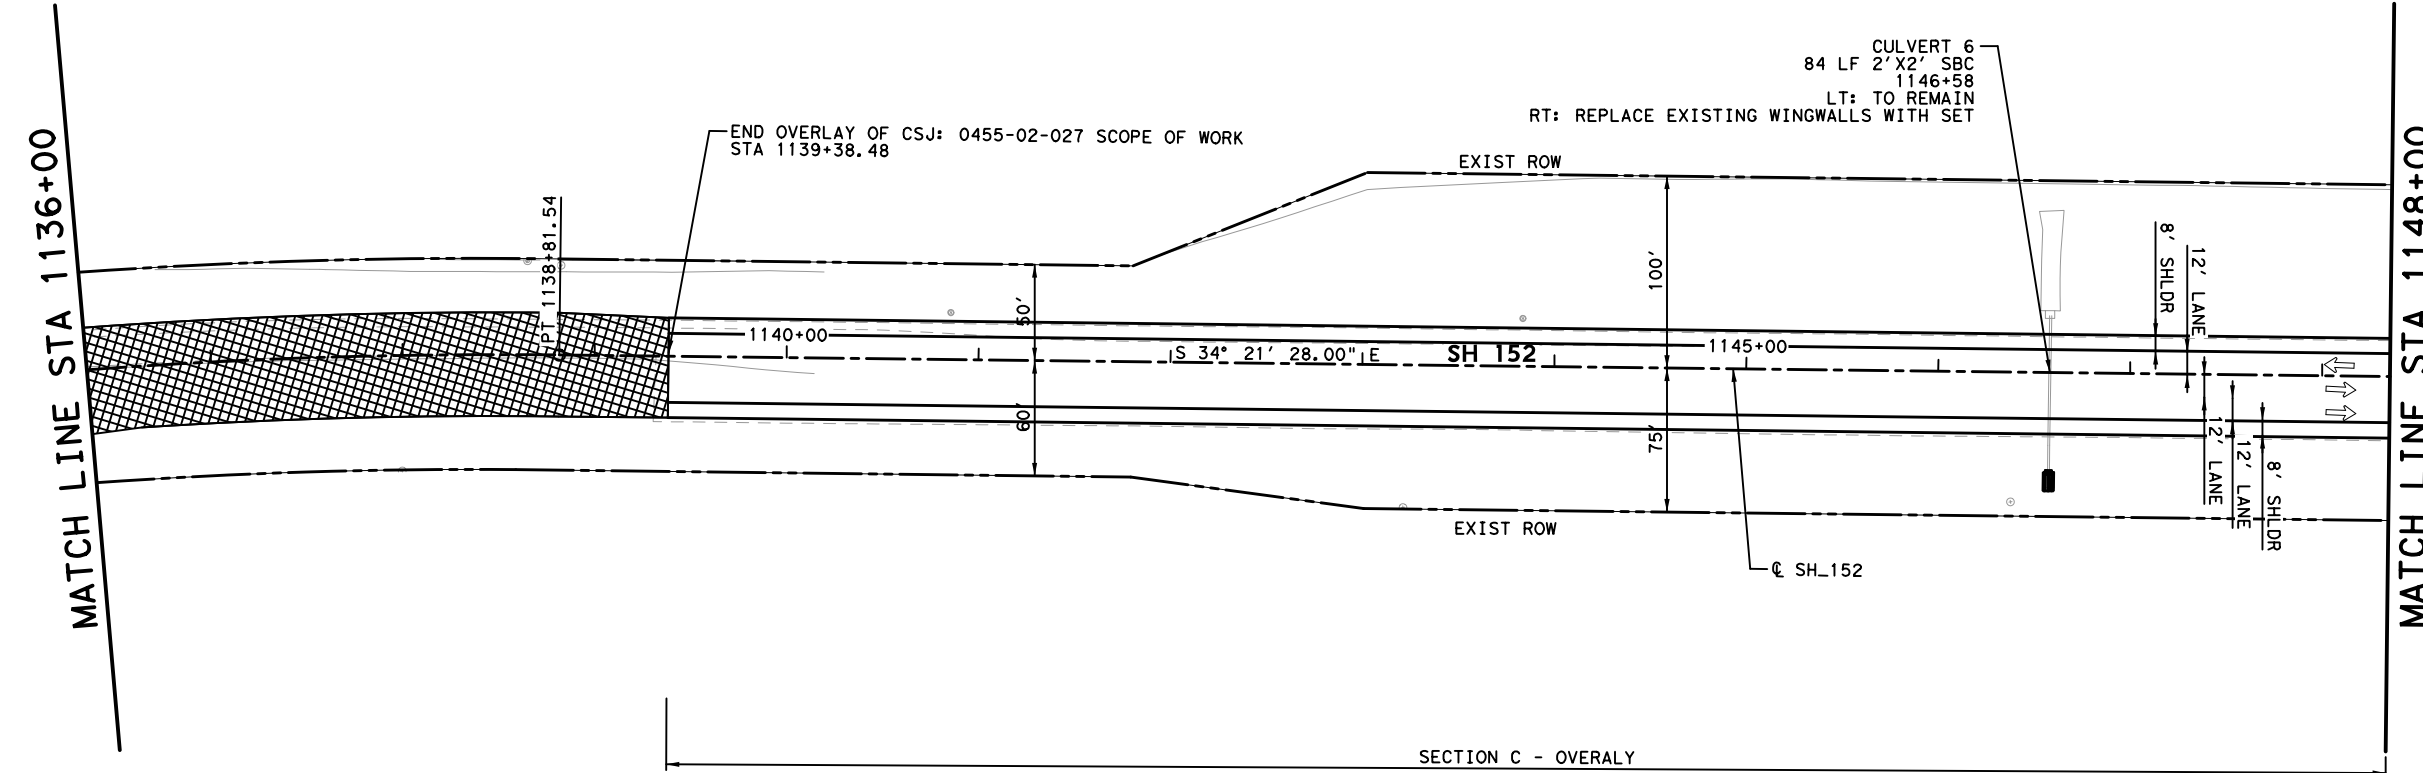 CULVERT 6
84 LF 2'X2' SBC
1146+58
LT: TO REMAIN
RT: REPLACE EXISTING WINGWALLS WITH SET
END OVERLAY OF CSJ: 0455-02-027 SCOPE OF WORK
STA 1139+38.48
EXIST ROW
MATCH LINE STA 1136+00
PT 1138+81.54
50'
60'
100'
75'
1140+00
S 34° 21' 28.00" E
SH 152
1145+00
8' SHLDR
12' LANE
12' LANE
12' LANE
8' SHLDR
MATCH LINE STA 1148+00
EXIST ROW
℄ SH_152
SECTION C - OVERALY